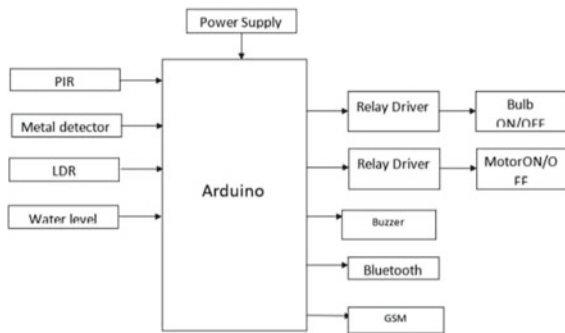 Power Supply
PIR
Metal detector
LDR
Water level
Arduino
Relay Driver
Bulb
ON/OFF
Relay Driver
MotorON/O
FF
Buzzer
Bluetooth
GSM